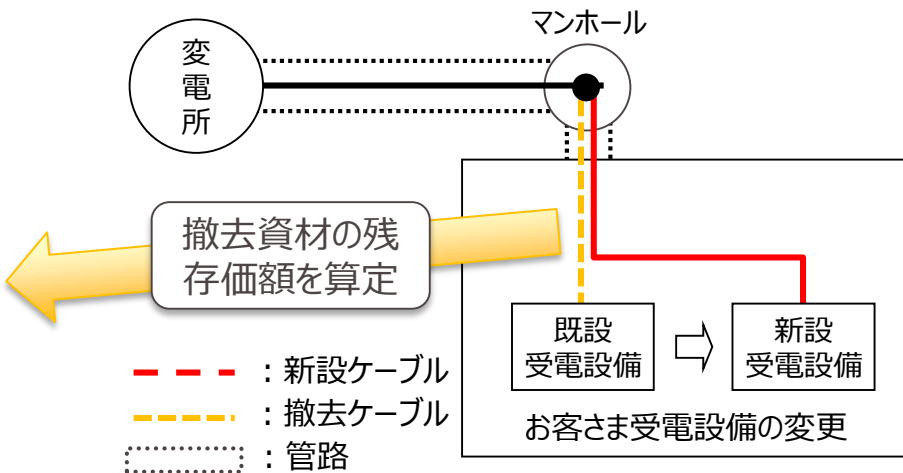 マンホール
変電所
撤去資材の残
存価額を算定
既設
受電設備
新設
受電設備
お客さま受電設備の変更
：新設ケーブル
：撤去ケーブル
：管路